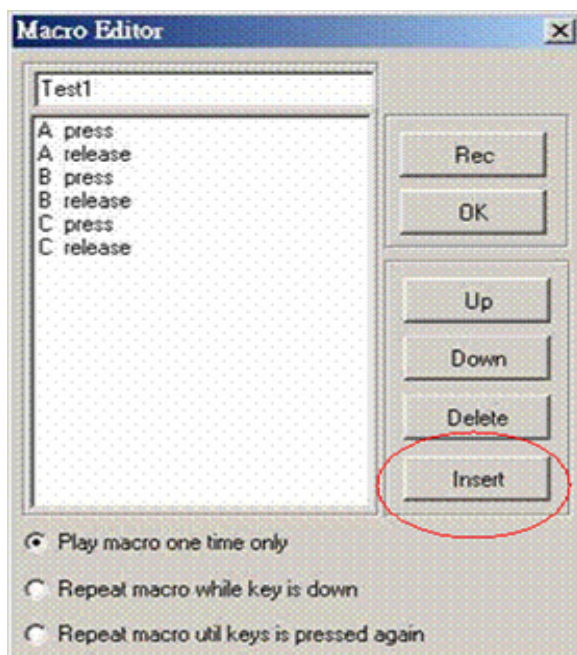 Macro Editor
Test1
A press
A release
B press
B release
C press
C release
Rec
OK
Up
Down
Delete
Insert
Play macro one time only
Repeat macro while key is down
Repeat macro util keys is pressed again